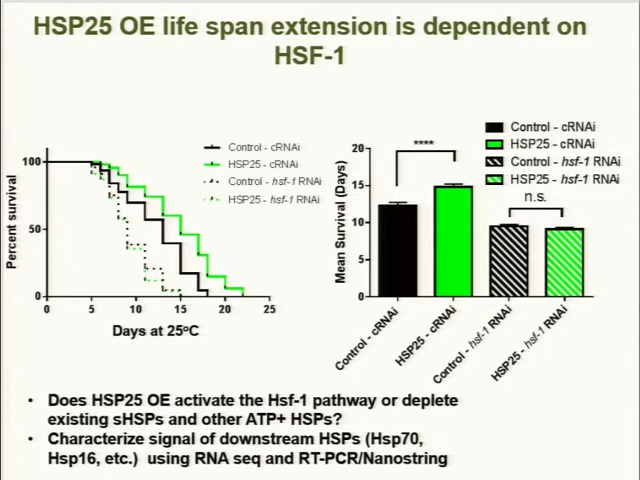 HSP25 OE life span extension is dependent on
HSF-1
Control - cRNAi
HSP25 - cRNAi
Control - hsf-1 RNAi
HSP25 - hsf-1 RNAi
100
50
0
Percent survival
0 5 10 15 20 25
Days at 25°C
Control - cRNAi
HSP25 - cRNAi
Control - hsf-1 RNAi
HSP25 - hsf-1 RNAi
****
n.s.
20
15
10
5
0
Mean Survival (Days)
Control - cRNAi
HSP25 - cRNAi
Control - hsf-1 RNAi
HSP25 - hsf-1 RNAi
• Does HSP25 OE activate the Hsf-1 pathway or deplete
existing sHSPs and other ATP+ HSPs?
• Characterize signal of downstream HSPs (Hsp70,
Hsp16, etc.) using RNA seq and RT-PCR/Nanostring